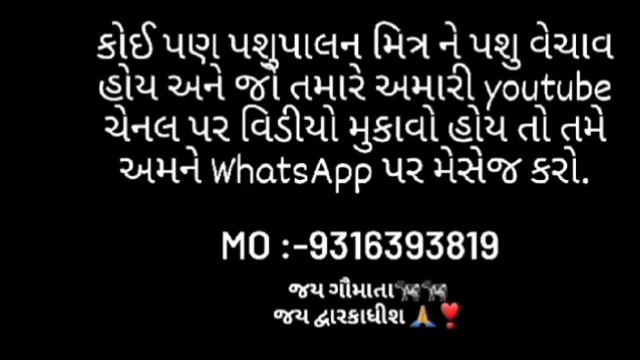 કોઈ પણ પશુપાલન મિત્ર ને પશુ વેચાવ
હોય અને જો તમારે અમારી youtube
ચેનલ પર વિડીયો મુકાવો હોય તો તમે
અમને WhatsApp પર મેસેજ કરો.
MO :-9316393819
જય ગૌમાતા🐄🐄
જય દ્વારકાધીશ 🙏❣️